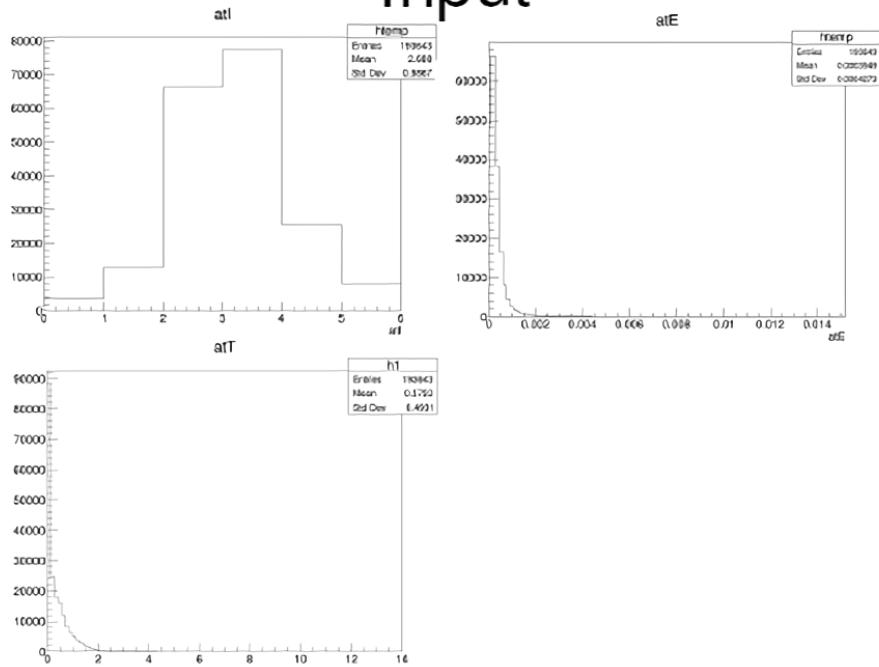 Input
atI
htemp
Entries 193643
Mean
Std Dev
80000
70000
60000
50000
40000
30000
20000
10000
0
0 1 2 3 4 5 6
atI
atE
htemp
Entries 193643
Mean
Std Dev
60000
50000
40000
30000
20000
10000
0
0 0.002 0.004 0.006 0.008 0.01 0.012 0.014
atE
atT
h1
Entries 193643
Mean
Std Dev
90000
80000
70000
60000
50000
40000
30000
20000
10000
0
0 2 4 6 8 10 12 14